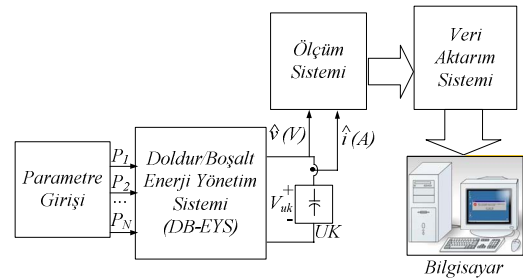 Ölçüm
Sistemi
Veri
Aktarım
Sistemi
v̂(V)
î(A)
Parametre
Girişi
P1
P2
...
PN
Doldur/Boşalt
Enerji Yönetim
Sistemi
(DB-EYS)
+
Vuk
-
UK
Bilgisayar